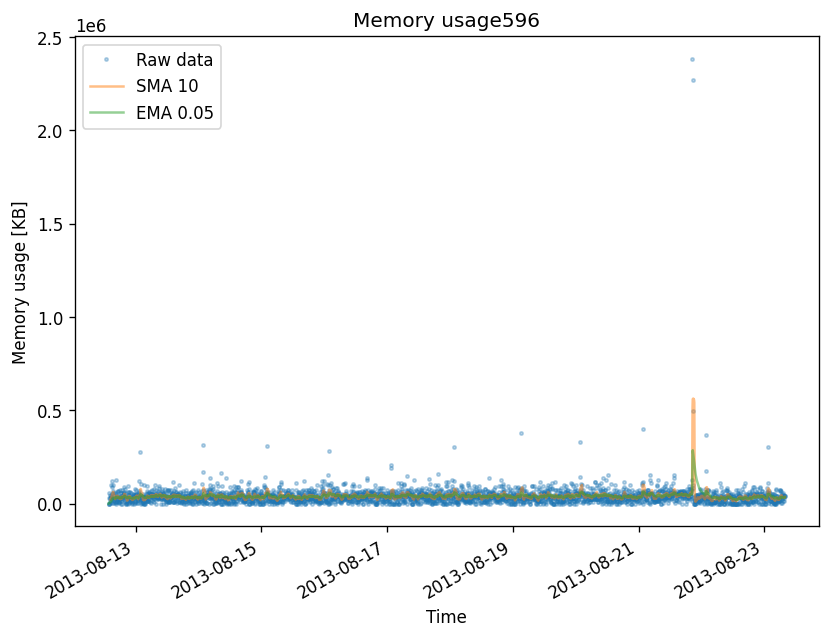 Memory usage596
1e6
2.5
2.0
1.5
1.0
0.5
0.0
Memory usage [KB]
Raw data
SMA 10
EMA 0.05
2013-08-13
2013-08-15
2013-08-17
2013-08-19
2013-08-21
2013-08-23
Time